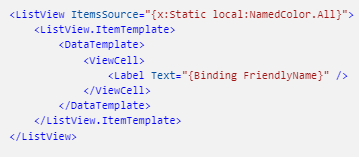 <ListView ItemsSource="{x:Static local:NamedColor.All}">
    <ListView.ItemTemplate>
        <DataTemplate>
            <ViewCell>
                <Label Text="{Binding FriendlyName}" />
            </ViewCell>
        </DataTemplate>
    </ListView.ItemTemplate>
</ListView>